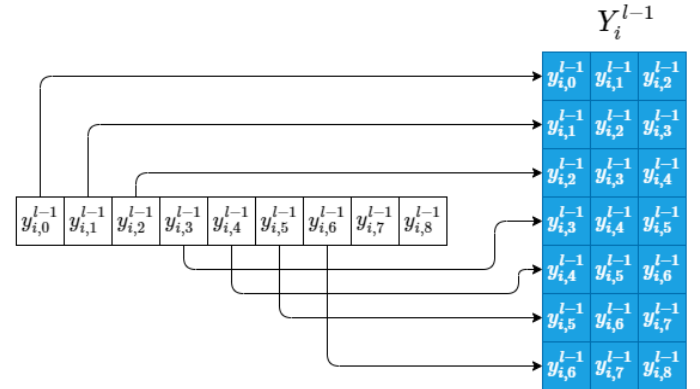 Y_i^{l-1}
y_{i,0}^{l-1} y_{i,1}^{l-1} y_{i,2}^{l-1}
y_{i,1}^{l-1} y_{i,2}^{l-1} y_{i,3}^{l-1}
y_{i,2}^{l-1} y_{i,3}^{l-1} y_{i,4}^{l-1}
y_{i,0}^{l-1} y_{i,1}^{l-1} y_{i,2}^{l-1} y_{i,3}^{l-1} y_{i,4}^{l-1} y_{i,5}^{l-1} y_{i,6}^{l-1} y_{i,7}^{l-1} y_{i,8}^{l-1}
y_{i,3}^{l-1} y_{i,4}^{l-1} y_{i,5}^{l-1}
y_{i,4}^{l-1} y_{i,5}^{l-1} y_{i,6}^{l-1}
y_{i,5}^{l-1} y_{i,6}^{l-1} y_{i,7}^{l-1}
y_{i,6}^{l-1} y_{i,7}^{l-1} y_{i,8}^{l-1}